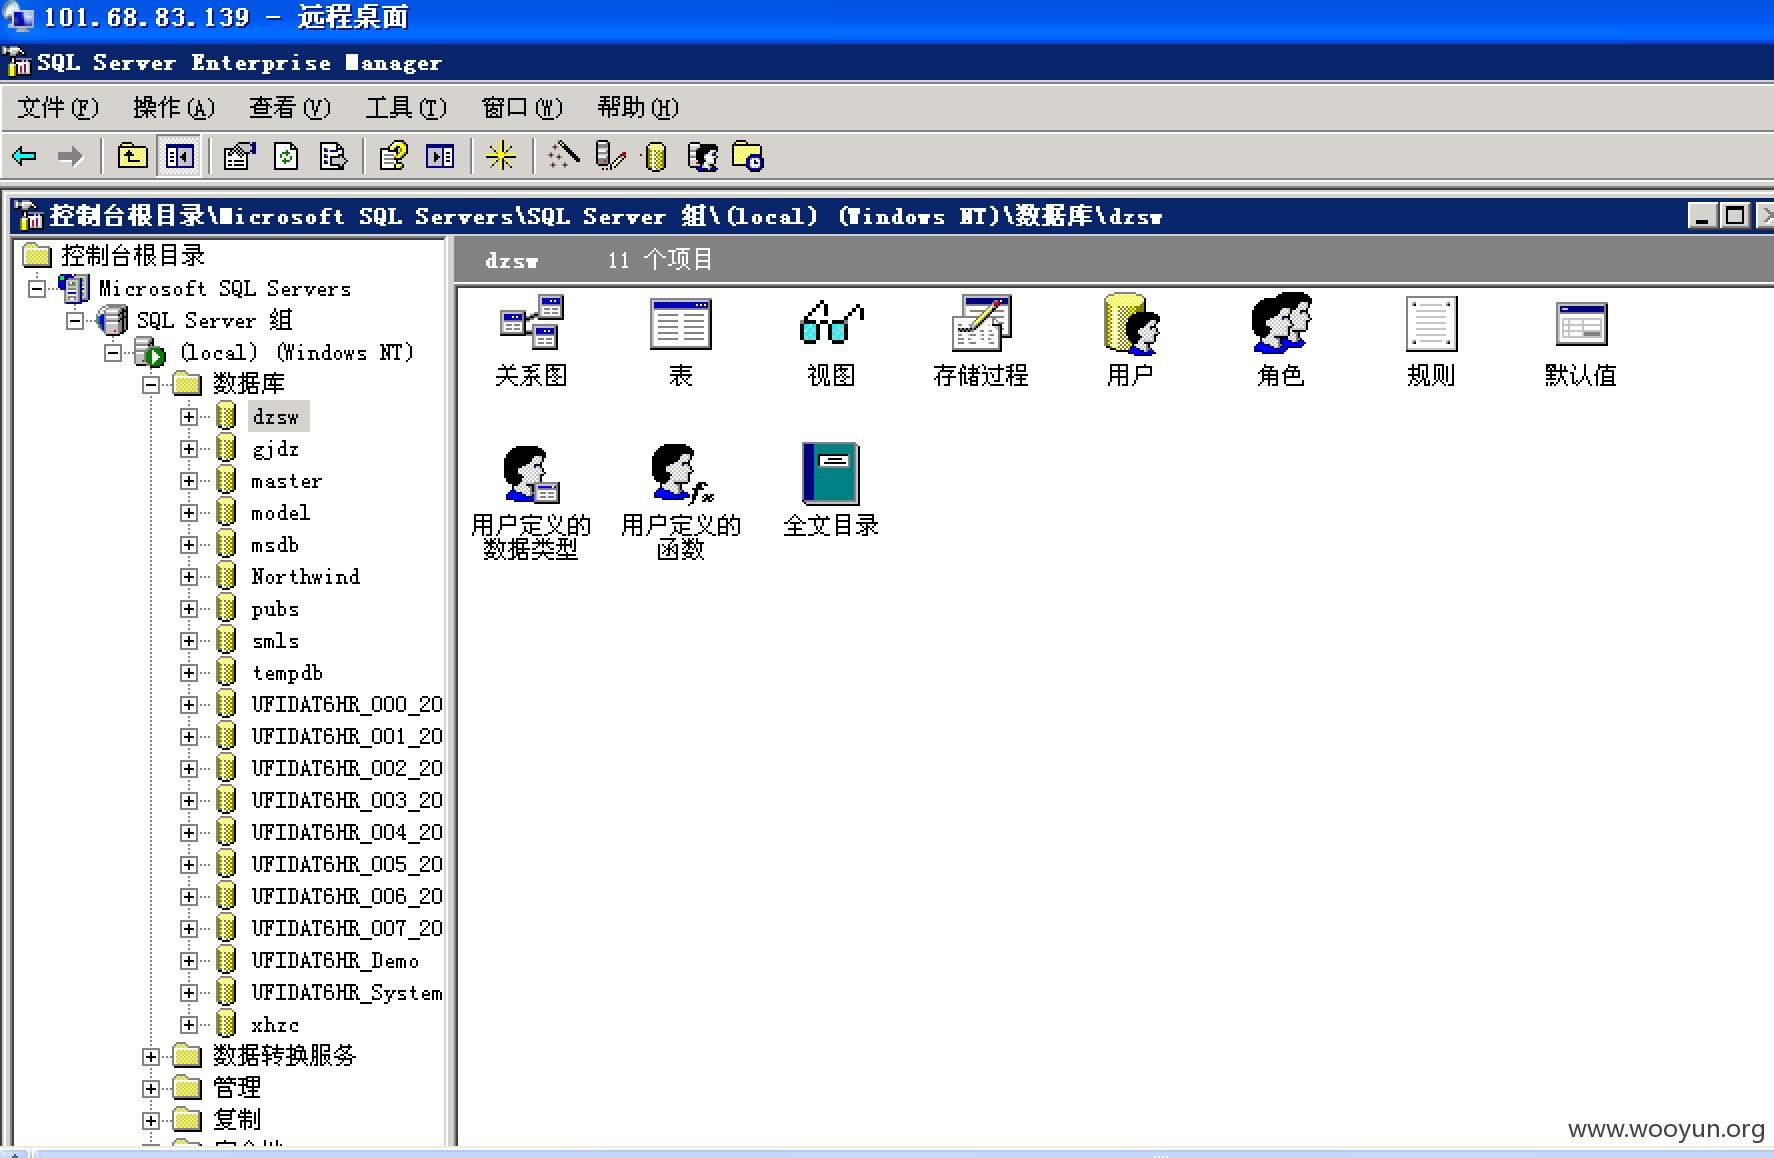 101.68.83.139 - 远程桌面
SQL Server Enterprise Manager
文件(F) 操作(A) 查看(V) 工具(T) 窗口(W) 帮助(H)
控制台根目录\Microsoft SQL Servers\SQL Server 组\(local) (Windows NT)\数据库\dzsw
控制台根目录
Microsoft SQL Servers
SQL Server 组
(local) (Windows NT)
数据库
dzsw
gjdz
master
model
msdb
Northwind
pubs
smls
tempdb
UFIDAT6HR_000_20
UFIDAT6HR_001_20
UFIDAT6HR_002_20
UFIDAT6HR_003_20
UFIDAT6HR_004_20
UFIDAT6HR_005_20
UFIDAT6HR_006_20
UFIDAT6HR_007_20
UFIDAT6HR_Demo
UFIDAT6HR_System
xhzc
数据转换服务
管理
复制
dzsw 11 个项目
关系图 表 视图 存储过程 用户 角色 规则 默认值
用户定义的 用户定义的 全文目录
数据类型 函数
www.wooyun.org